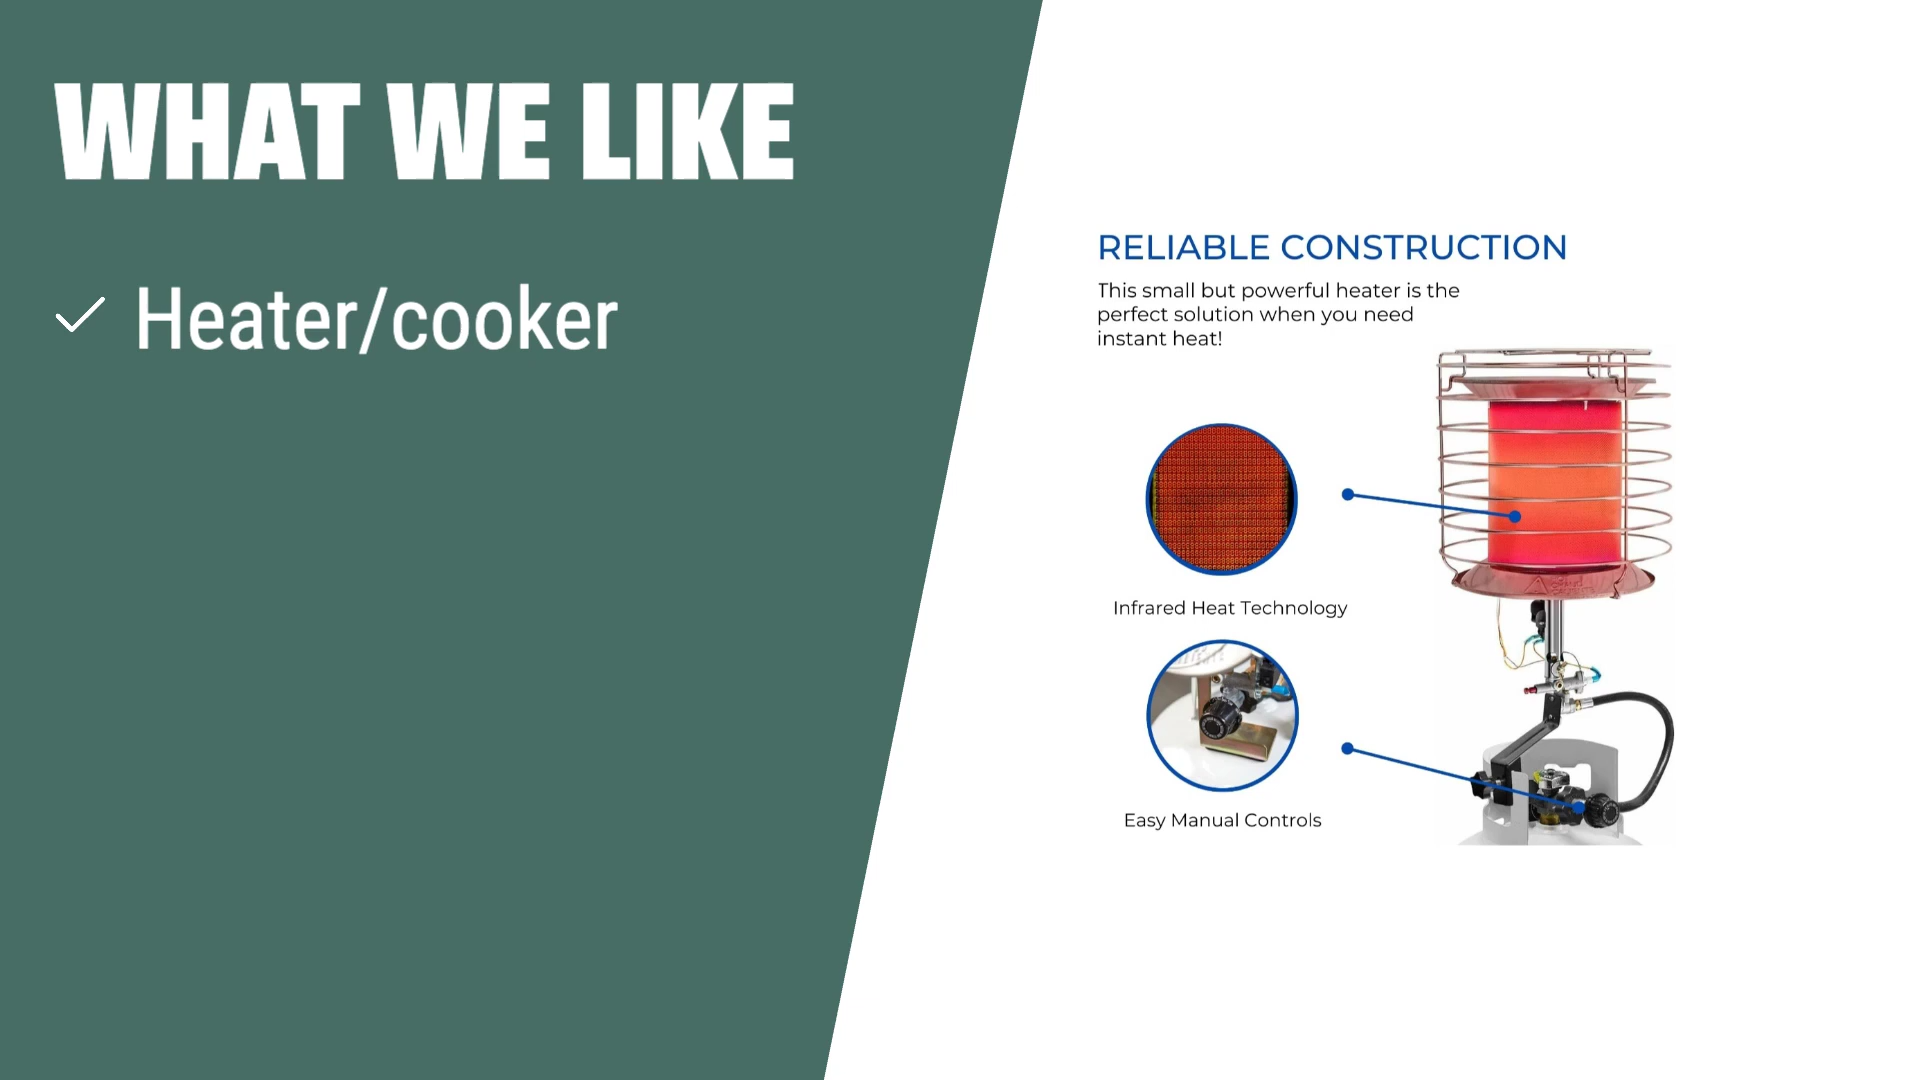 WHAT WE LIKE
Heater/cooker
RELIABLE CONSTRUCTION
This small but powerful heater is the
perfect solution when you need
instant heat!
Infrared Heat Technology
Easy Manual Controls